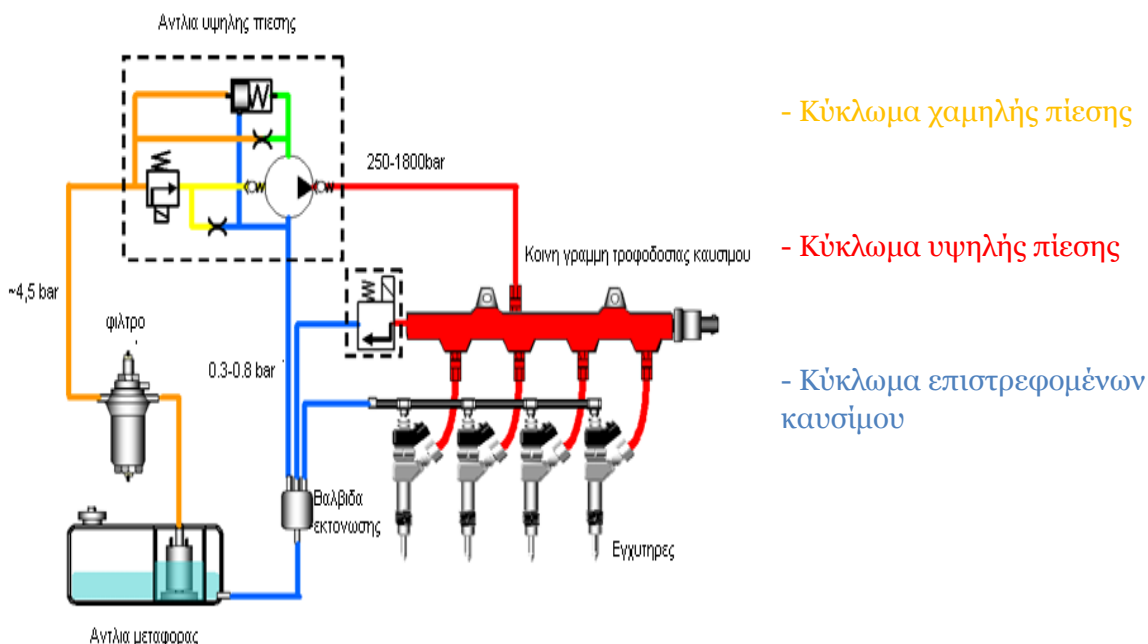 Αντλια υψηλης πιεσης
- Κύκλωμα χαμηλής πίεσης
250-1800bar
- Κύκλωμα υψηλής πίεσης
Κοινη γραμμη τροφοδοσιας καυσιμου
~4,5 bar
φιλτρο
0.3-0.8 bar
- Κύκλωμα επιστρεφομένων
καυσίμου
Βαλβιδα
εκτονωσης
Εγχυτηρες
Αντλια μεταφορας